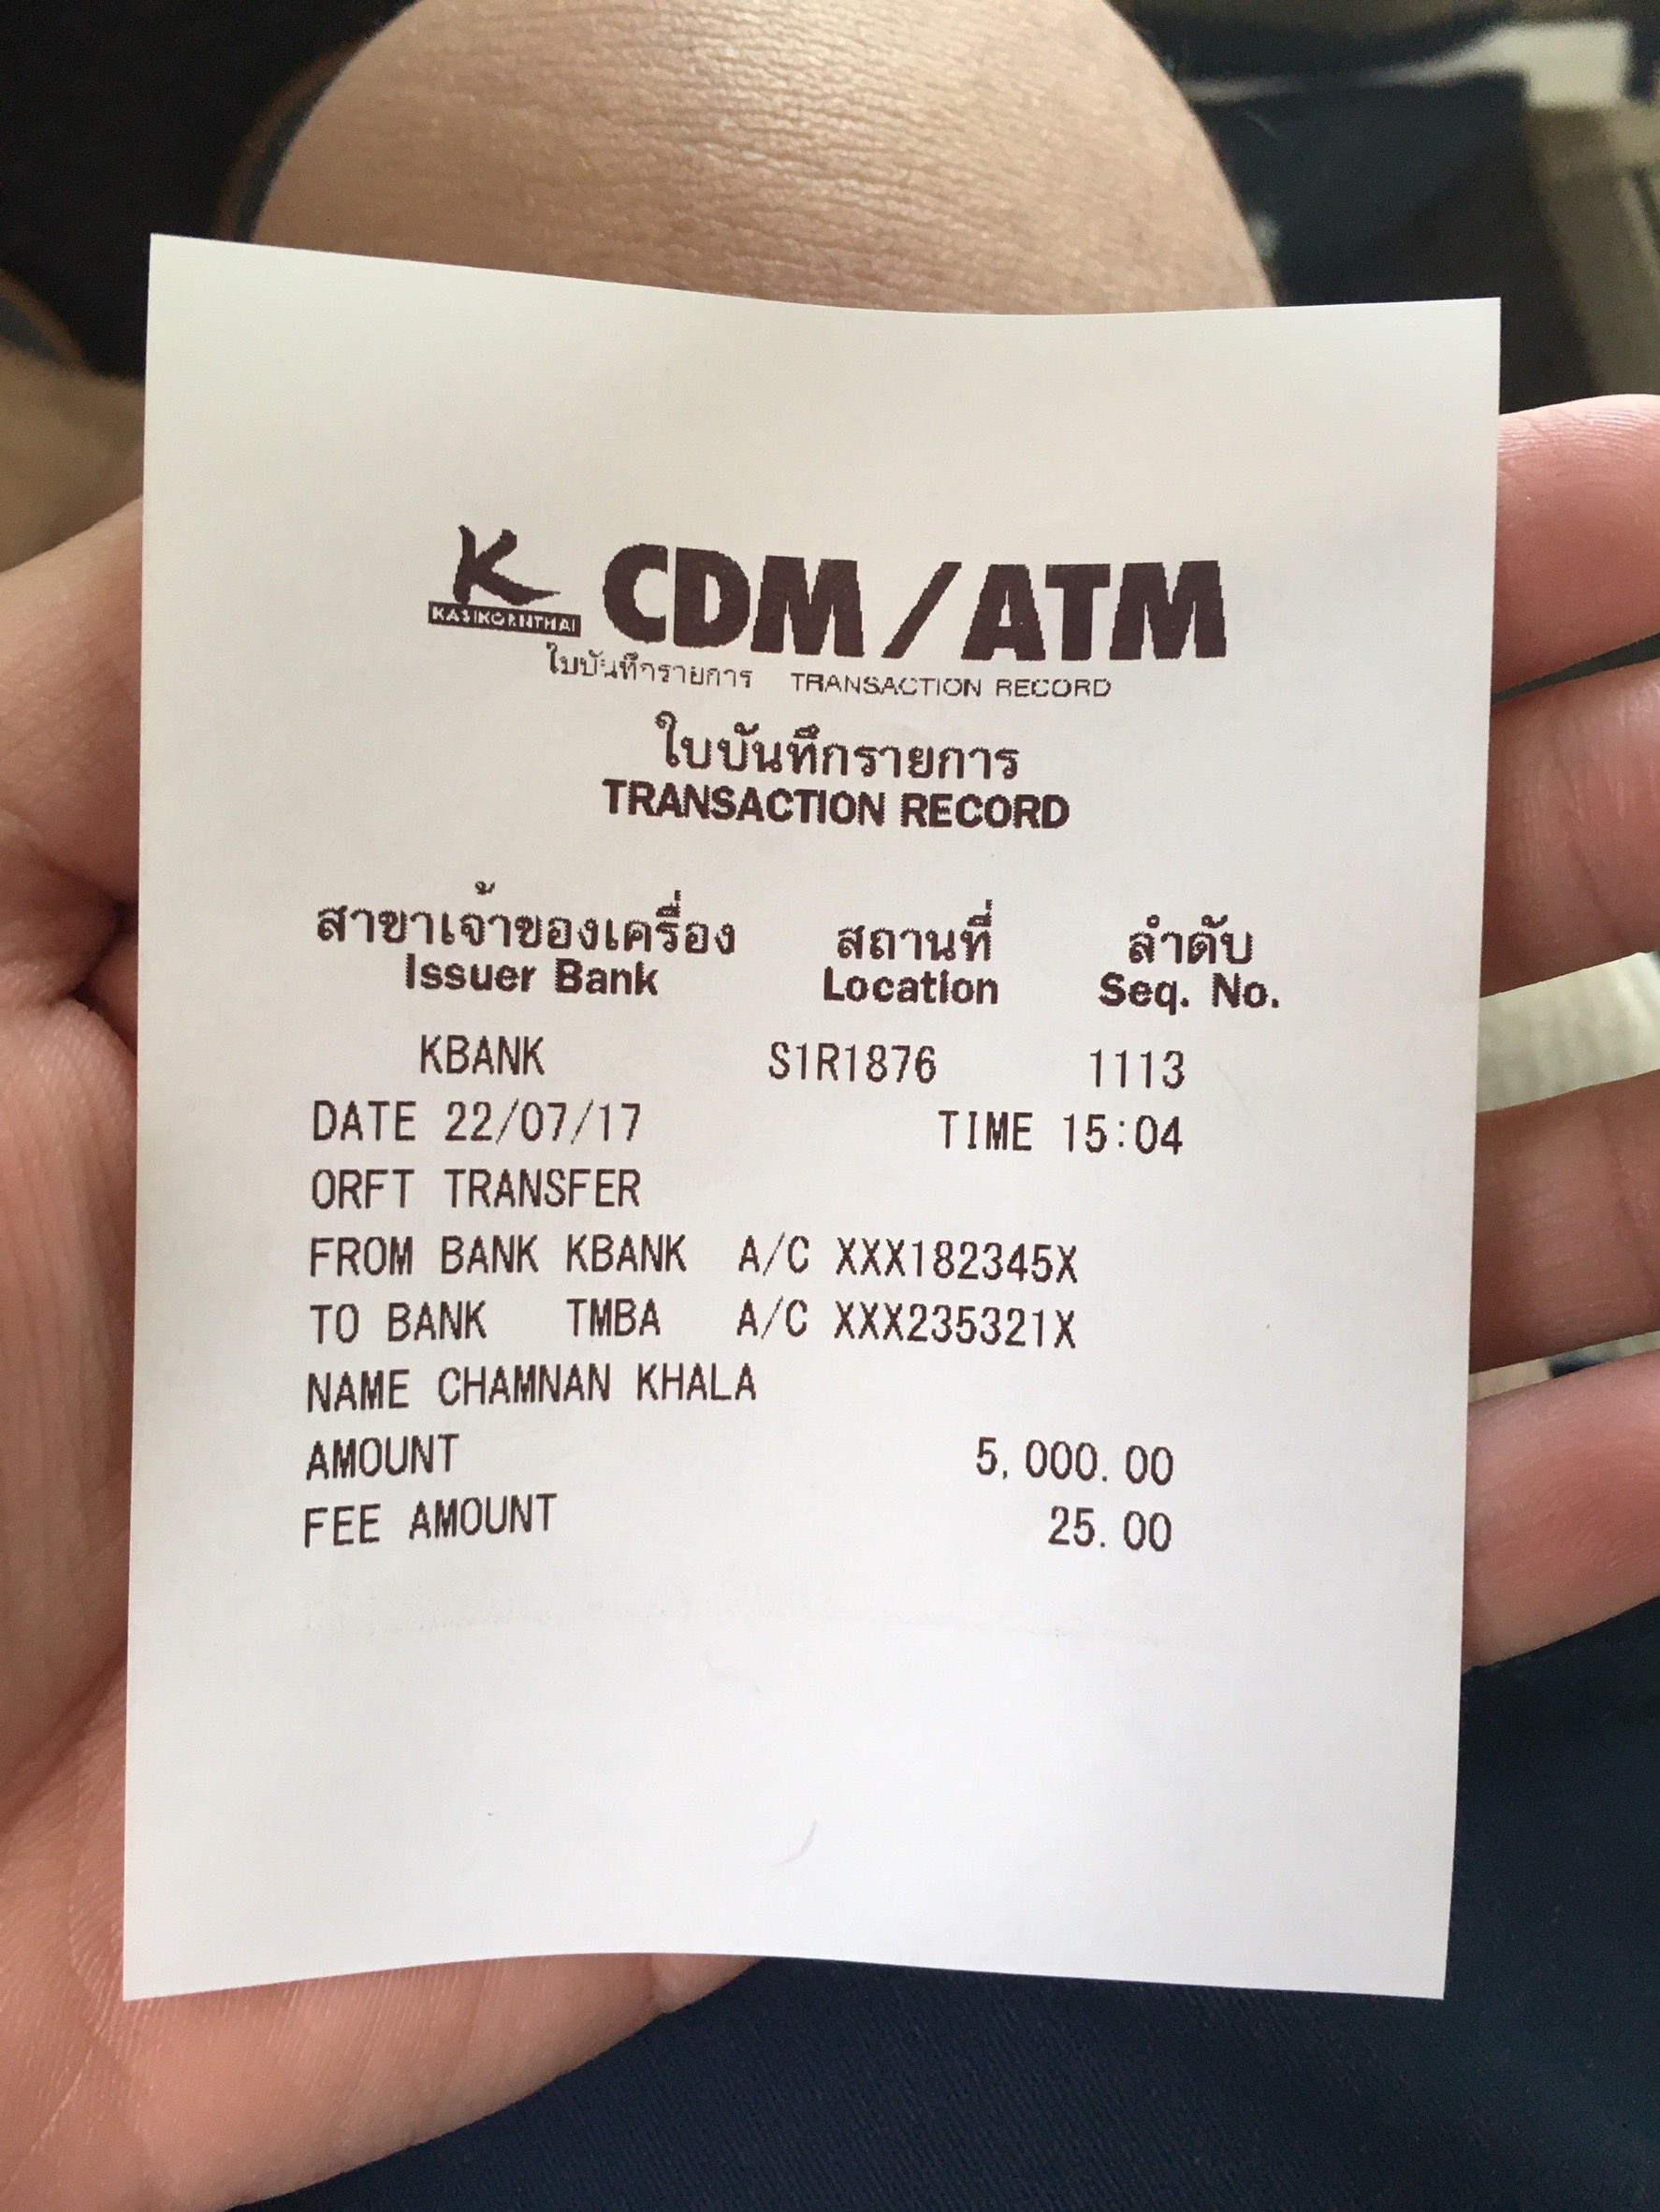 K CDM/ATM
KASIKORNTHAI
ใบบันทึกรายการ TRANSACTION RECORD
ใบบันทึกรายการ
TRANSACTION RECORD
สาขาเจ้าของเครื่อง สถานที่ ลำดับ
Issuer Bank Location Seq. No.
KBANK S1R1876 1113
DATE 22/07/17 TIME 15:04
ORFT TRANSFER
FROM BANK KBANK A/C XXX182345X
TO BANK TMBA A/C XXX235321X
NAME CHAMNAN KHALA
AMOUNT 5,000.00
FEE AMOUNT 25.00